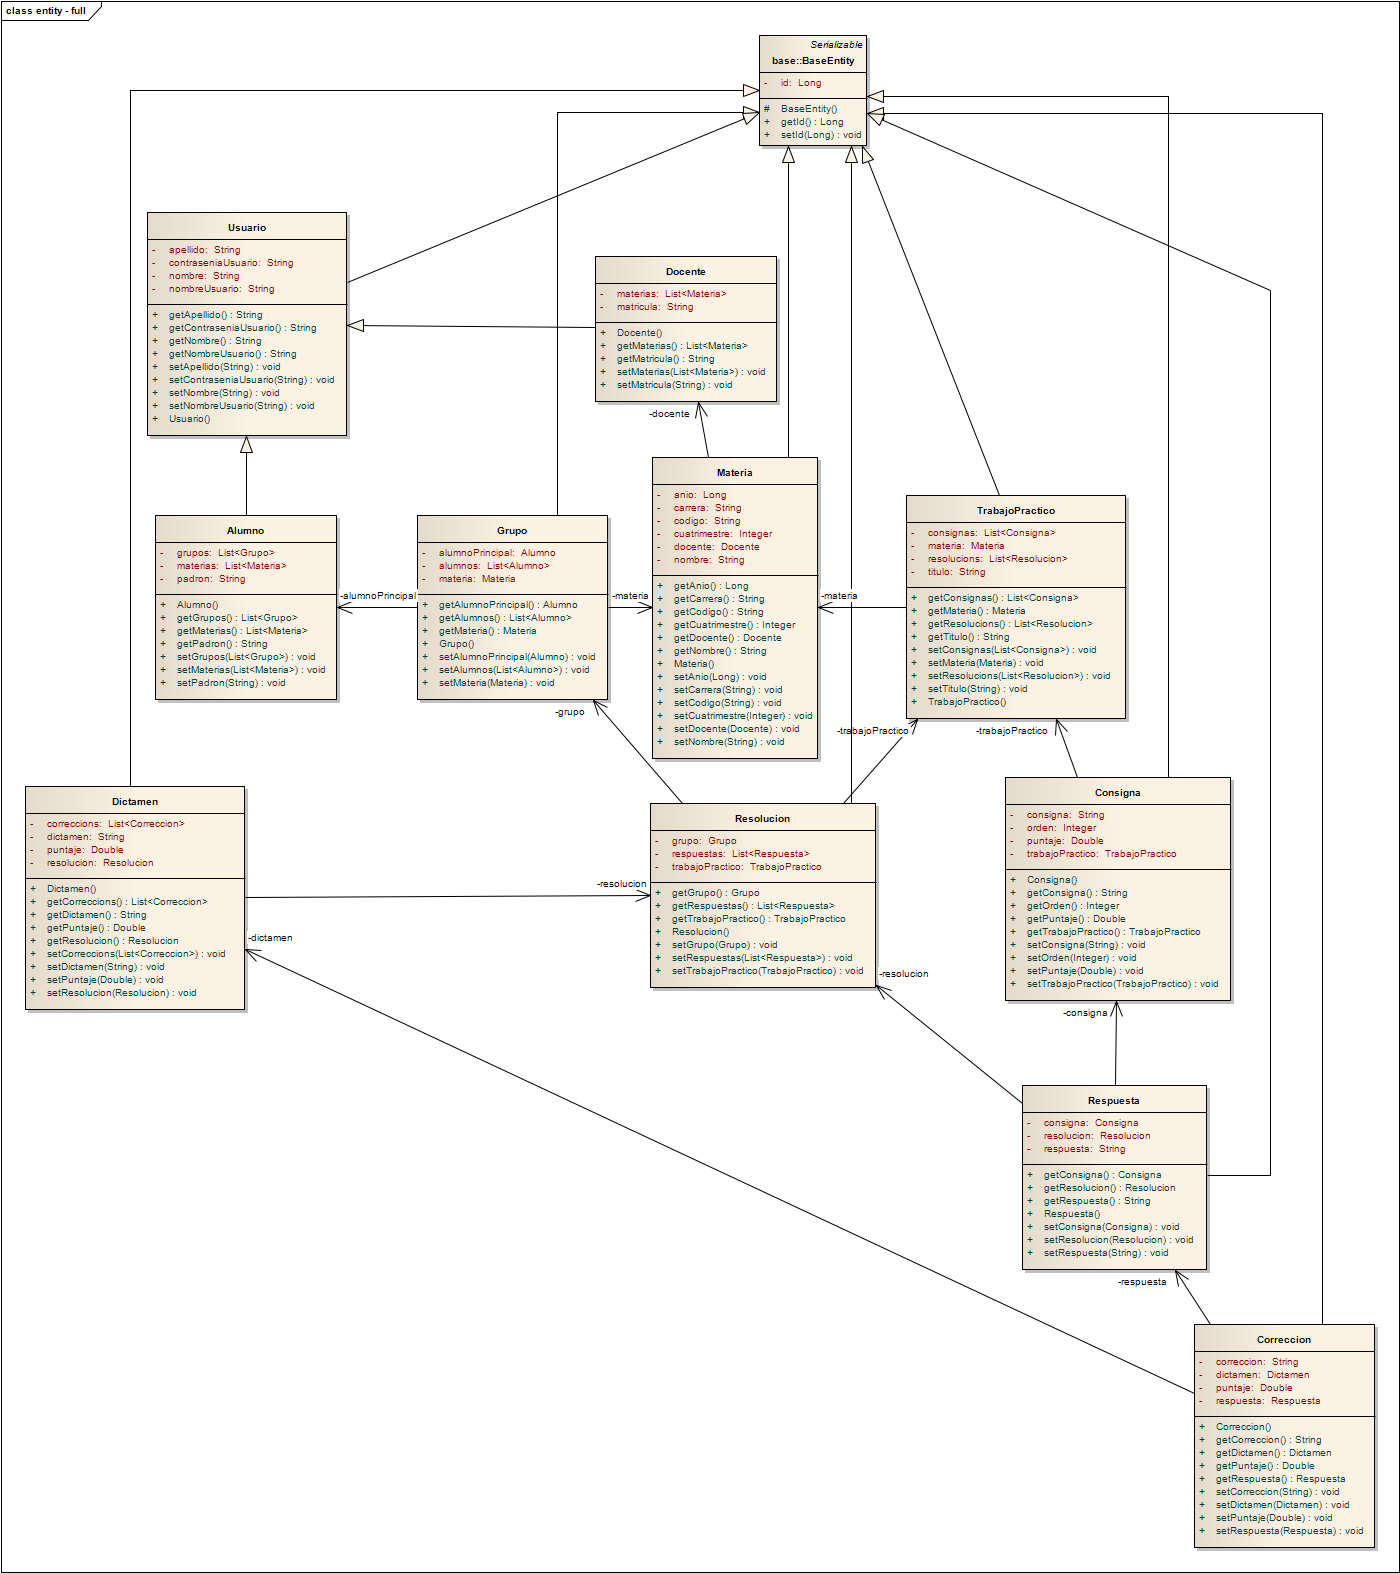 class entity - full
Serializable
base::BaseEntity
- id: Long
# BaseEntity()
+ getId() : Long
+ setId(Long) : void
Usuario
- apellido: String
- contraseniaUsuario: String
- nombre: String
- nombreUsuario: String
+ getApellido() : String
+ getContraseniaUsuario() : String
+ getNombre() : String
+ getNombreUsuario() : String
+ setApellido(String) : void
+ setContraseniaUsuario(String) : void
+ setNombre(String) : void
+ setNombreUsuario(String) : void
+ Usuario()
Docente
- materias: List<Materia>
- matricula: String
+ Docente()
+ getMaterias() : List<Materia>
+ getMatricula() : String
+ setMaterias(List<Materia>) : void
+ setMatricula(String) : void
-docente
Alumno
- grupos: List<Grupo>
- materias: List<Materia>
- padron: String
+ Alumno()
+ getGrupos() : List<Grupo>
+ getMaterias() : List<Materia>
+ getPadron() : String
+ setGrupos(List<Grupo>) : void
+ setMaterias(List<Materia>) : void
+ setPadron(String) : void
-alumnoPrincipal
Grupo
- alumnoPrincipal: Alumno
- alumnos: List<Alumno>
- materia: Materia
+ getAlumnoPrincipal() : Alumno
+ getAlumnos() : List<Alumno>
+ getMateria() : Materia
+ Grupo()
+ setAlumnoPrincipal(Alumno) : void
+ setAlumnos(List<Alumno>) : void
+ setMateria(Materia) : void
-materia
-grupo
Materia
- anio: Long
- carrera: String
- codigo: String
- cuatrimestre: Integer
- docente: Docente
- nombre: String
+ getAnio() : Long
+ getCarrera() : String
+ getCodigo() : String
+ getCuatrimestre() : Integer
+ getDocente() : Docente
+ getNombre() : String
+ Materia()
+ setAnio(Long) : void
+ setCarrera(String) : void
+ setCodigo(String) : void
+ setCuatrimestre(Integer) : void
+ setDocente(Docente) : void
+ setNombre(String) : void
-materia
TrabajoPractico
- consignas: List<Consigna>
- materia: Materia
- resolucions: List<Resolucion>
- titulo: String
+ getConsignas() : List<Consigna>
+ getMateria() : Materia
+ getResolucions() : List<Resolucion>
+ getTitulo() : String
+ setConsignas(List<Consigna>) : void
+ setMateria(Materia) : void
+ setResolucions(List<Resolucion>) : void
+ setTitulo(String) : void
+ TrabajoPractico()
-trabajoPractico
-trabajoPractico
Dictamen
- correccions: List<Correccion>
- dictamen: String
- puntaje: Double
- resolucion: Resolucion
+ Dictamen()
+ getCorreccions() : List<Correccion>
+ getDictamen() : String
+ getPuntaje() : Double
+ getResolucion() : Resolucion
+ setCorreccions(List<Correccion>) : void
+ setDictamen(String) : void
+ setPuntaje(Double) : void
+ setResolucion(Resolucion) : void
-dictamen
-resolucion
Resolucion
- grupo: Grupo
- respuestas: List<Respuesta>
- trabajoPractico: TrabajoPractico
+ getGrupo() : Grupo
+ getRespuestas() : List<Respuesta>
+ getTrabajoPractico() : TrabajoPractico
+ Resolucion()
+ setGrupo(Grupo) : void
+ setRespuestas(List<Respuesta>) : void
+ setTrabajoPractico(TrabajoPractico) : void
-resolucion
Consigna
- consigna: String
- orden: Integer
- puntaje: Double
- trabajoPractico: TrabajoPractico
+ Consigna()
+ getConsigna() : String
+ getOrden() : Integer
+ getPuntaje() : Double
+ getTrabajoPractico() : TrabajoPractico
+ setConsigna(String) : void
+ setOrden(Integer) : void
+ setPuntaje(Double) : void
+ setTrabajoPractico(TrabajoPractico) : void
-consigna
Respuesta
- consigna: Consigna
- resolucion: Resolucion
- respuesta: String
+ getConsigna() : Consigna
+ getResolucion() : Resolucion
+ getRespuesta() : String
+ Respuesta()
+ setConsigna(Consigna) : void
+ setResolucion(Resolucion) : void
+ setRespuesta(String) : void
-respuesta
Correccion
- correccion: String
- dictamen: Dictamen
- puntaje: Double
- respuesta: Respuesta
+ Correccion()
+ getCorreccion() : String
+ getDictamen() : Dictamen
+ getPuntaje() : Double
+ getRespuesta() : Respuesta
+ setCorreccion(String) : void
+ setDictamen(Dictamen) : void
+ setPuntaje(Double) : void
+ setRespuesta(Respuesta) : void